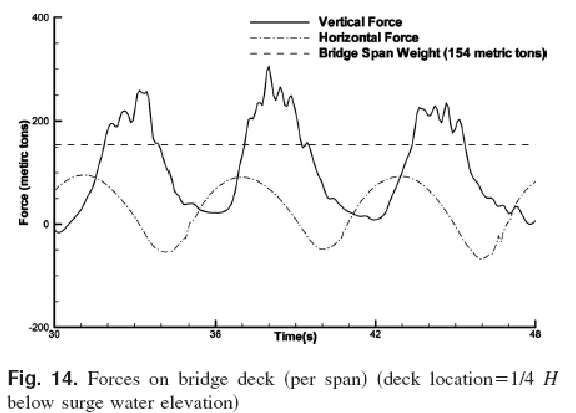 400
200
0
-200
Force (metirc tons)
Vertical Force
Horizontal Force
Bridge Span Weight (154 metric tons)
30
36
42
48
Time(s)
Fig. 14. Forces on bridge deck (per span) (deck location=1/4 H
below surge water elevation)